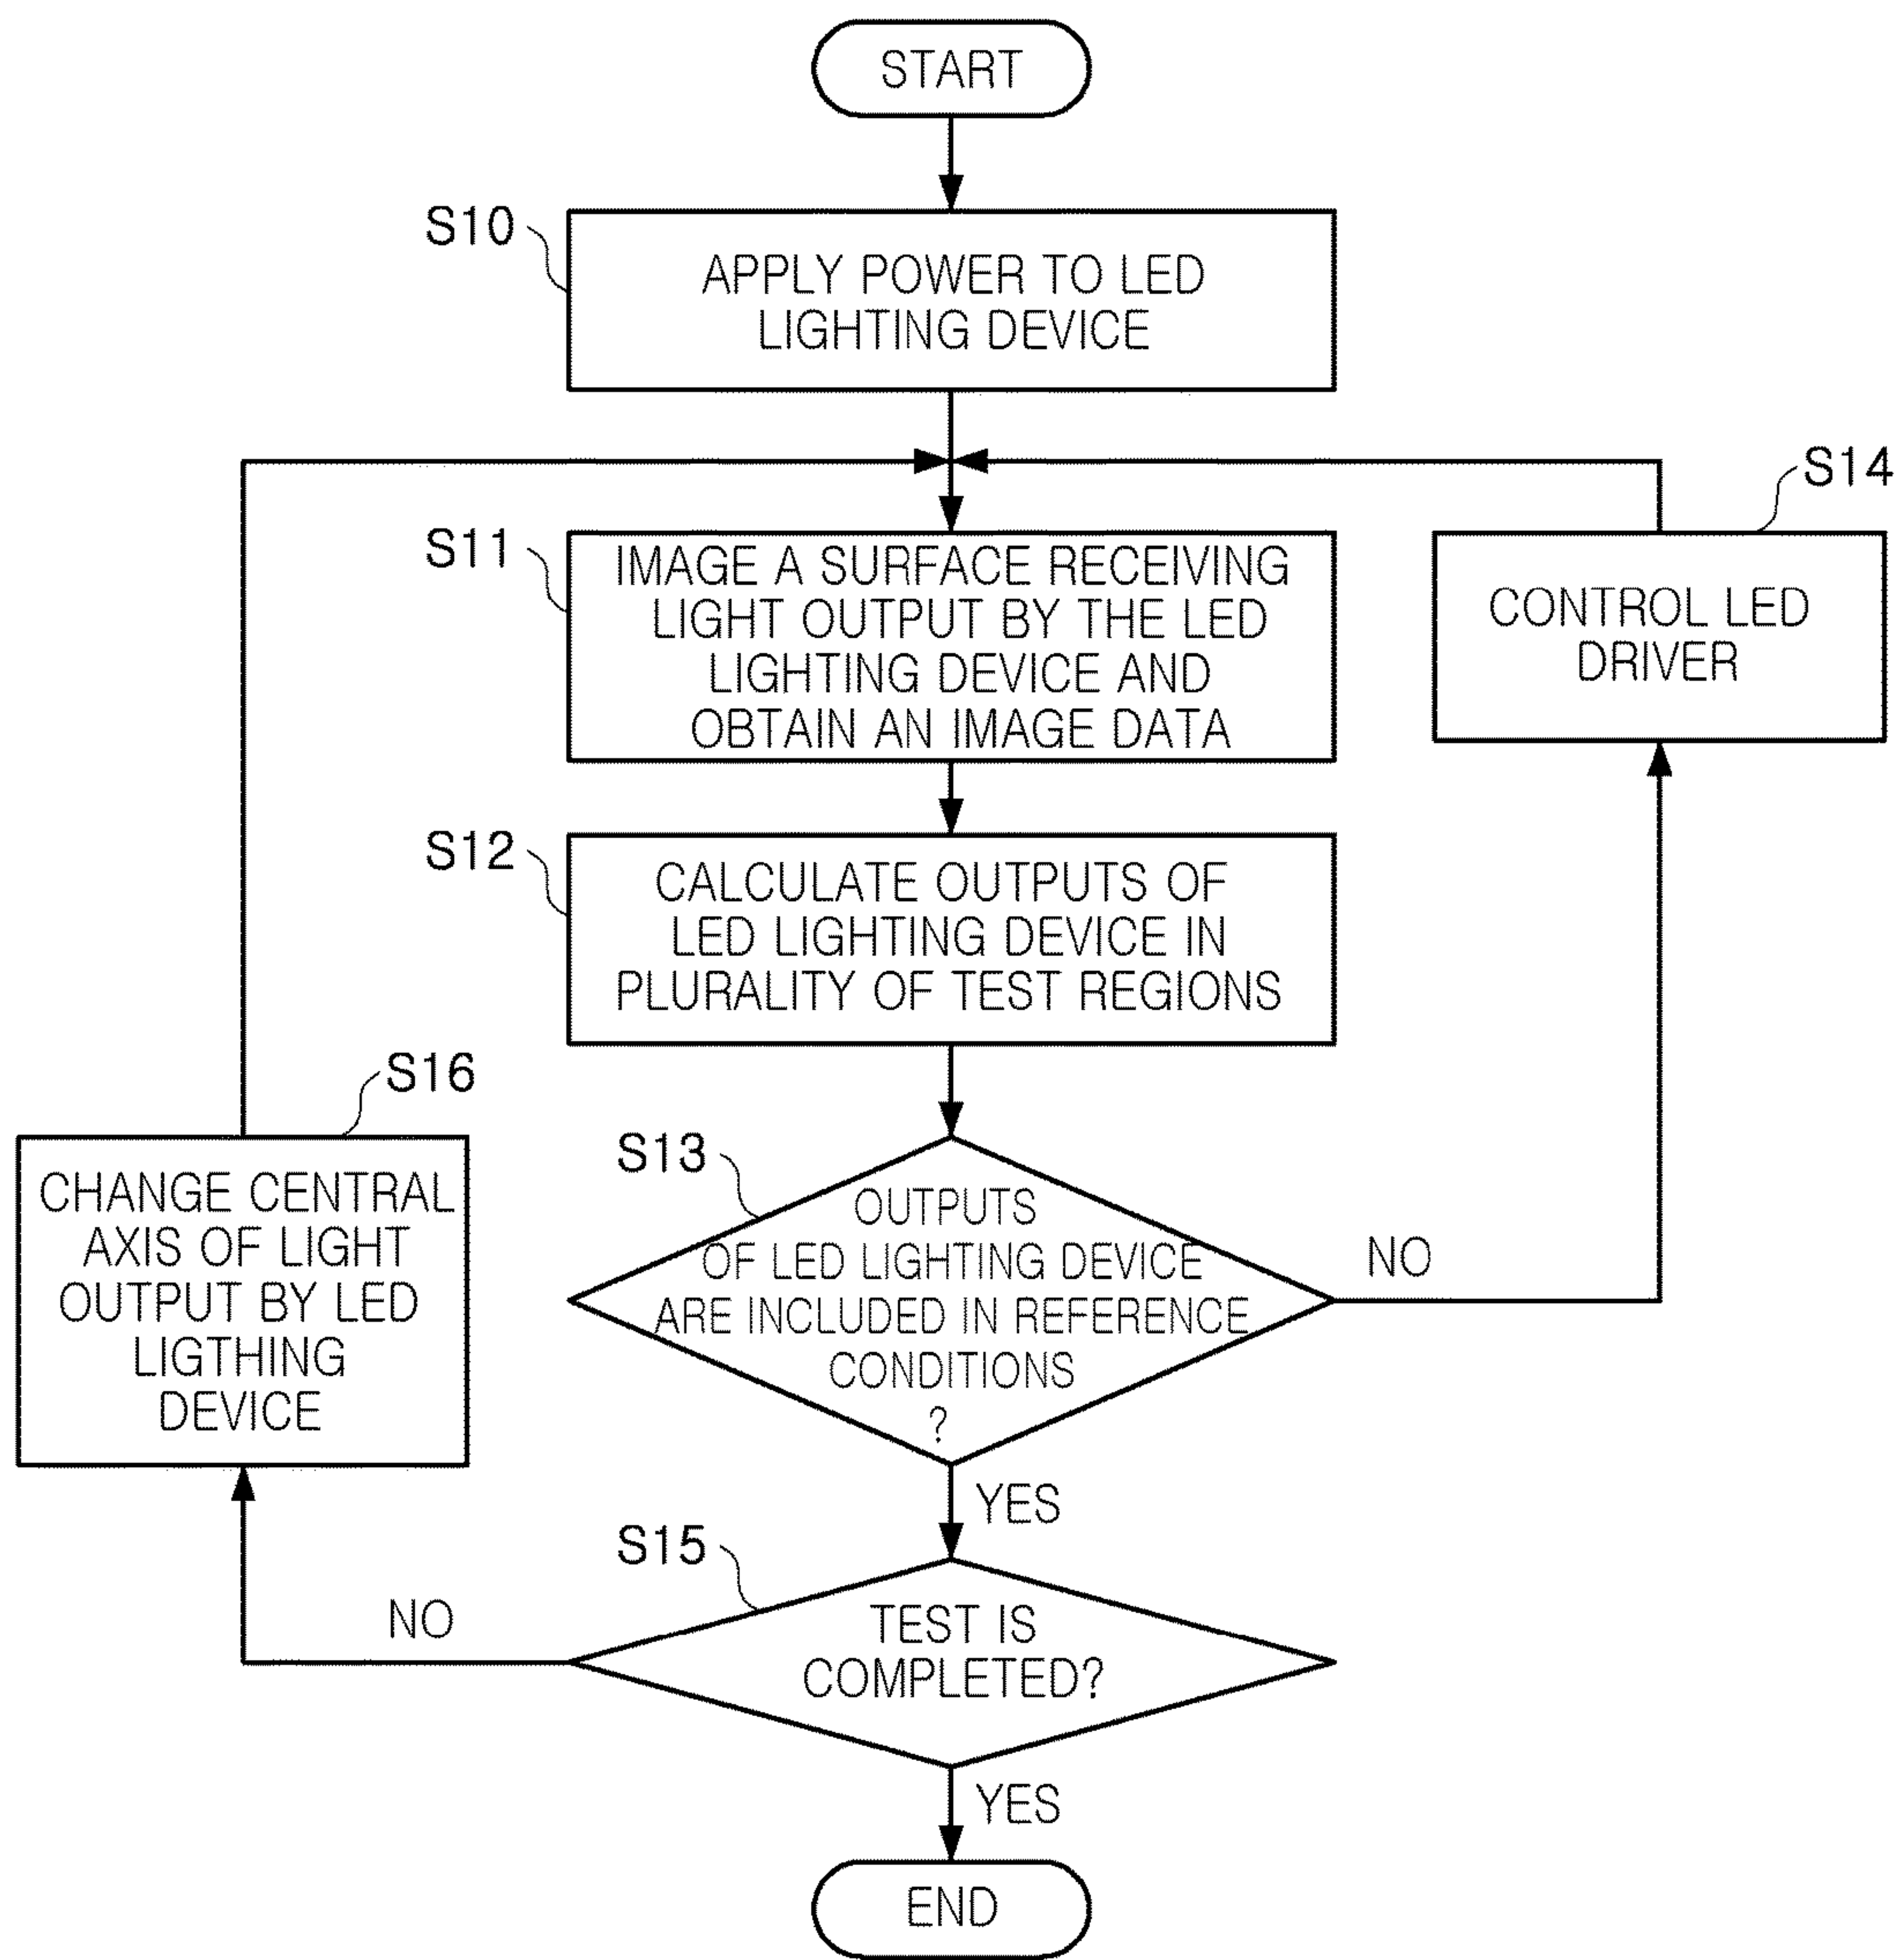 START
S10
APPLY POWER TO LED
LIGHTING DEVICE
S14
CONTROL LED
DRIVER
S11
IMAGE A SURFACE RECEIVING
LIGHT OUTPUT BY THE LED
LIGHTING DEVICE AND
OBTAIN AN IMAGE DATA
S12
CALCULATE OUTPUTS OF
LED LIGHTING DEVICE IN
PLURALITY OF TEST REGIONS
S16
CHANGE CENTRAL
AXIS OF LIGHT
OUTPUT BY LED
LIGTHING
DEVICE
S13
OUTPUTS
OF LED LIGHTING DEVICE
ARE INCLUDED IN REFERENCE
CONDITIONS
?
NO
YES
S15
TEST IS
COMPLETED?
NO
YES
END